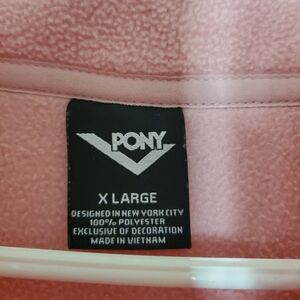 PONY
X LARGE
DESIGNED IN NEW YORK CITY
100% POLYESTER
EXCLUSIVE OF DECORATION
MADE IN VIETNAM